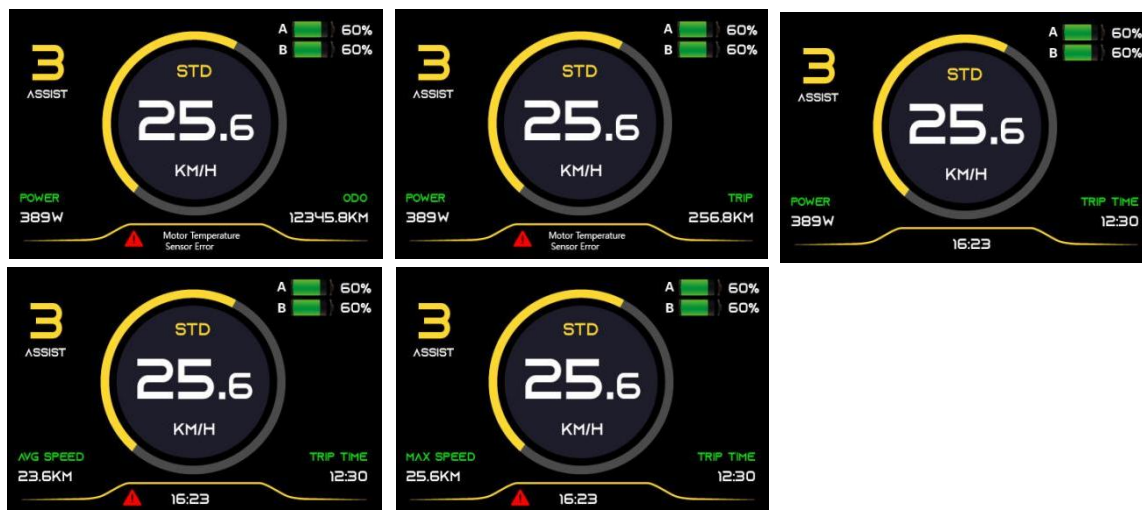 3
ASSIST
A 60%
B 60%
STD
25.6
KM/H
POWER
389W
ODO
12345.8KM
Motor Temperature
Sensor Error
3
ASSIST
A 60%
B 60%
STD
25.6
KM/H
POWER
389W
TRIP
256.8KM
Motor Temperature
Sensor Error
3
ASSIST
A 60%
B 60%
STD
25.6
KM/H
POWER
389W
TRIP TIME
12:30
16:23
3
ASSIST
A 60%
B 60%
STD
25.6
KM/H
AVG SPEED
23.6KM
TRIP TIME
12:30
16:23
3
ASSIST
A 60%
B 60%
STD
25.6
KM/H
MAX SPEED
25.6KM
TRIP TIME
12:30
16:23